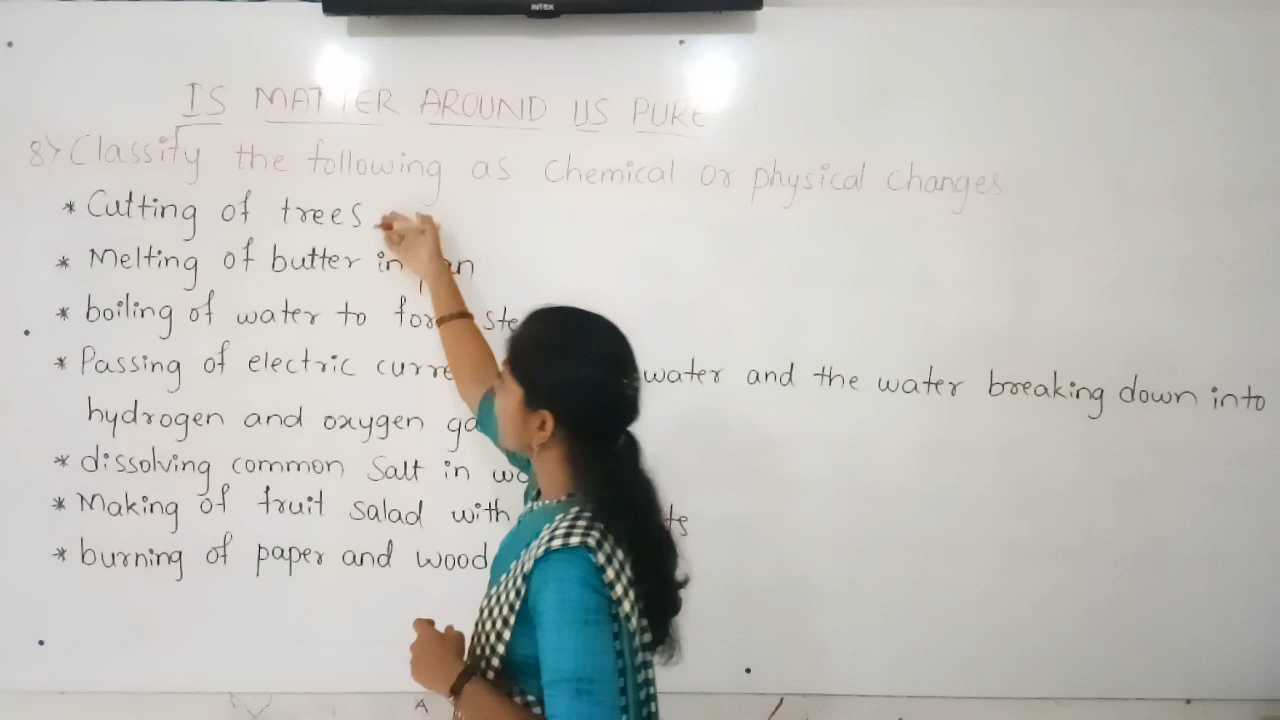 INTEX
IS MATTER AROUND US PURE
8> Classify the following as Chemical or physical changes
* Cutting of trees
* Melting of butter in
* boiling of water to
* Passing of electric water and the water breaking down into
hydrogen and oxygen
* dissolving common Salt in
* Making of fruit salad with
* burning of paper and wood
A